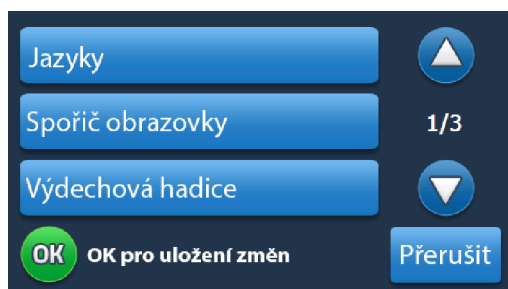 Jazyky
Spořič obrazovky
1/3
Výdechová hadice
OK OK pro uložení změn
Přerušit